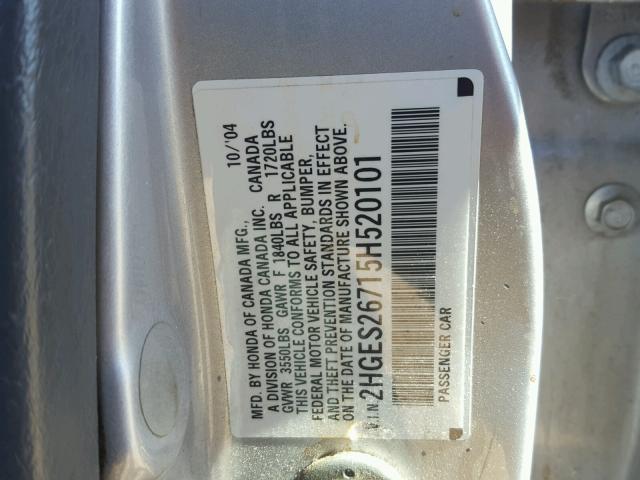 MFD. BY HONDA OF CANADA MFG., 10/'04
A DIVISION OF HONDA CANADA INC. CANADA
GVWR 3550LBS GAWR F 1840LBS R 1720LBS
THIS VEHICLE CONFORMS TO ALL APPLICABLE
FEDERAL MOTOR VEHICLE SAFETY, BUMPER,
AND THEFT PREVENTION STANDARDS IN EFFECT
ON THE DATE OF MANUFACTURE SHOWN ABOVE.
V.I.N. 2HGES26715H520101
PASSENGER CAR